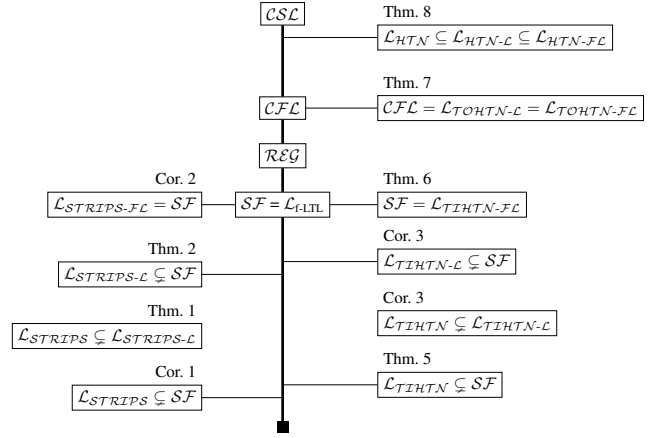 CSL
Thm. 8
L_HTN ⊆ L_HTN-L ⊆ L_HTN-FL
Thm. 7
CFL
CFL = L_TOHTN-L = L_TOHTN-FL
REG
Cor. 2
Thm. 6
L_STRIPS-FL = SF
SF = L_f-LTL
SF = L_TIHTN-FL
Cor. 3
L_TIHTN-L ⊊ SF
Thm. 2
L_STRIPS-L ⊊ SF
Cor. 3
L_TIHTN ⊊ L_TIHTN-L
Thm. 1
L_STRIPS ⊊ L_STRIPS-L
Thm. 5
L_TIHTN ⊊ SF
Cor. 1
L_STRIPS ⊊ SF